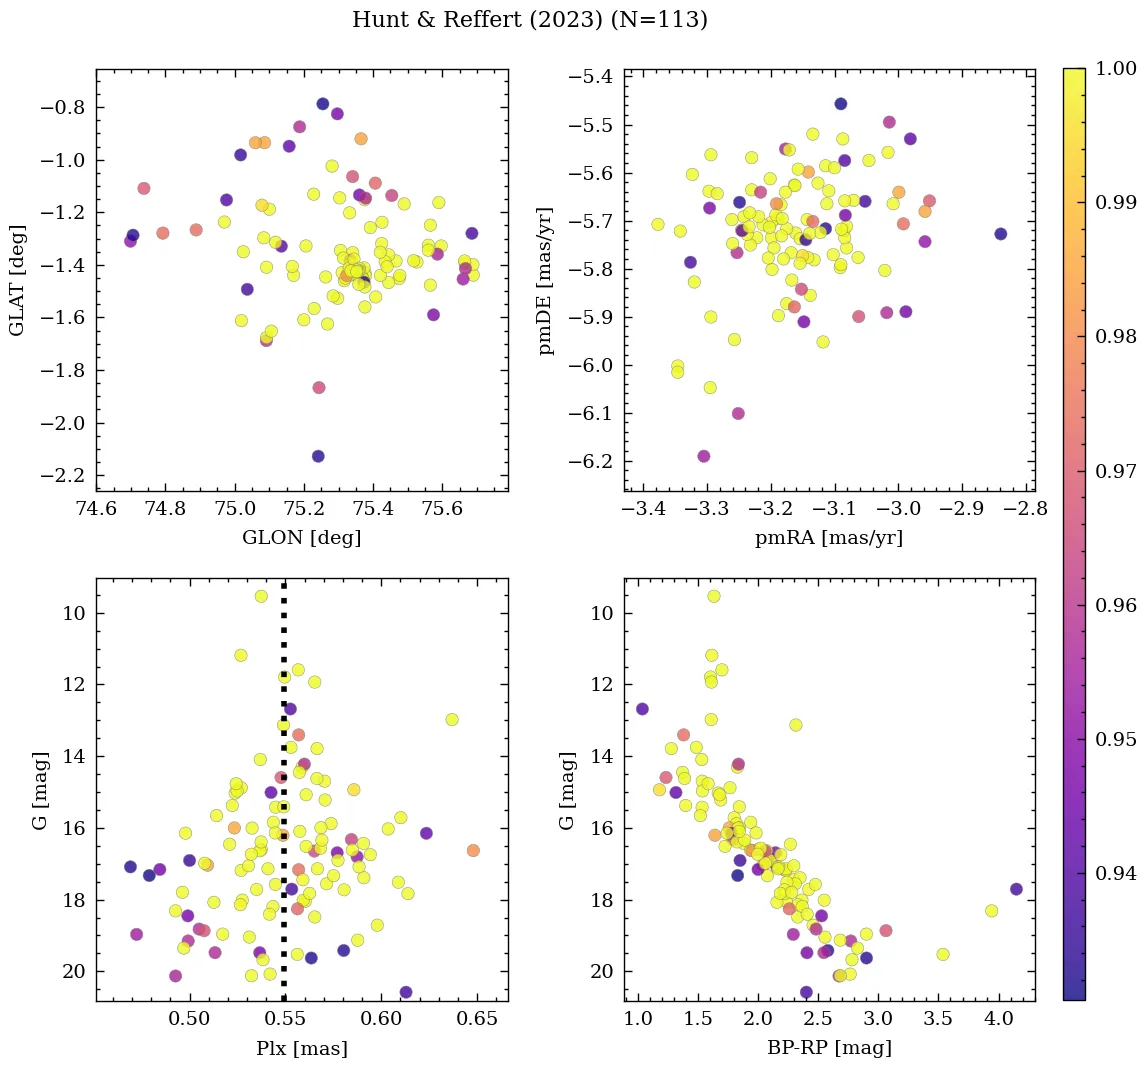 Hunt & Reffert (2023) (N=113)
−0.8
−1.0
−1.2
−1.4
−1.6
−1.8
−2.0
−2.2
GLAT [deg]
74.6 74.8 75.0 75.2 75.4 75.6
GLON [deg]
−5.4
−5.5
−5.6
−5.7
−5.8
−5.9
−6.0
−6.1
−6.2
pmDE [mas/yr]
−3.4 −3.3 −3.2 −3.1 −3.0 −2.9 −2.8
pmRA [mas/yr]
10
12
14
16
18
20
G [mag]
0.50 0.55 0.60 0.65
Plx [mas]
10
12
14
16
18
20
G [mag]
1.0 1.5 2.0 2.5 3.0 3.5 4.0
BP-RP [mag]
1.00
0.99
0.98
0.97
0.96
0.95
0.94